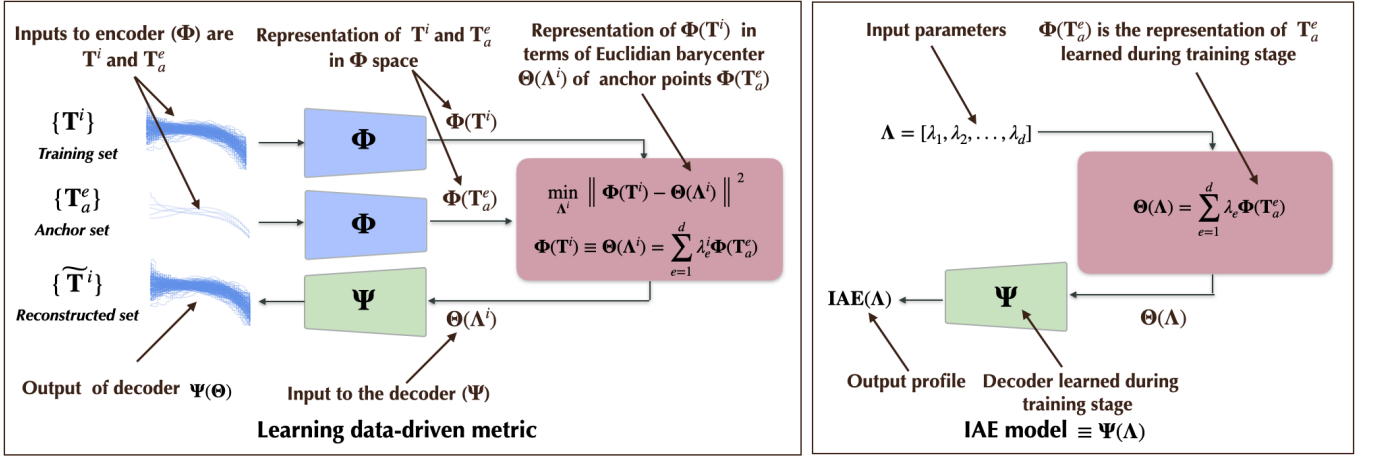 Inputs to encoder (Φ) are
Tⁱ and Tₐᵉ
Representation of Tⁱ and Tₐᵉ
in Φ space
Representation of Φ(Tⁱ) in
terms of Euclidian barycenter
Θ(Λⁱ) of anchor points Φ(Tₐᵉ)
{Tⁱ}
Training set
Φ
Φ(Tⁱ)
{Tₐᵉ}
Anchor set
Φ
Φ(Tₐᵉ)
min_{Λⁱ} ‖ Φ(Tⁱ) − Θ(Λⁱ) ‖²
Φ(Tⁱ) ≡ Θ(Λⁱ) = ∑_{e=1}^{d} λₑⁱΦ(Tₐᵉ)
{T̃ⁱ}
Reconstructed set
Ψ
Θ(Λⁱ)
Output of decoder Ψ(Θ)
Input to the decoder (Ψ)
Learning data-driven metric
Input parameters
Φ(Tₐᵉ) is the representation of Tₐᵉ
learned during training stage
Λ = [λ₁, λ₂, . . . , λ_d]
Θ(Λ) = ∑_{e=1}^{d} λₑΦ(Tₐᵉ)
IAE(Λ)
Ψ
Θ(Λ)
Output profile
Decoder learned during
training stage
IAE model ≡ Ψ(Λ)